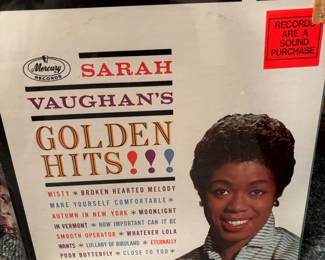 Mercury
RECORDS
SARAH
VAUGHAN'S
GOLDEN
HITS!!!
RECORDS
ARE A
SOUND
PURCHASE
MISTY * BROKEN HEARTED MELODY
MAKE YOURSELF COMFORTABLE *
AUTUMN IN NEW YORK * MOONLIGHT
IN VERMONT * HOW IMPORTANT CAN IT BE
SMOOTH OPERATOR * WHATEVER LOLA
WANTS * LULLABY OF BIRDLAND * ETERNALLY
POOR BUTTERFLY * CLOSE TO YOU *